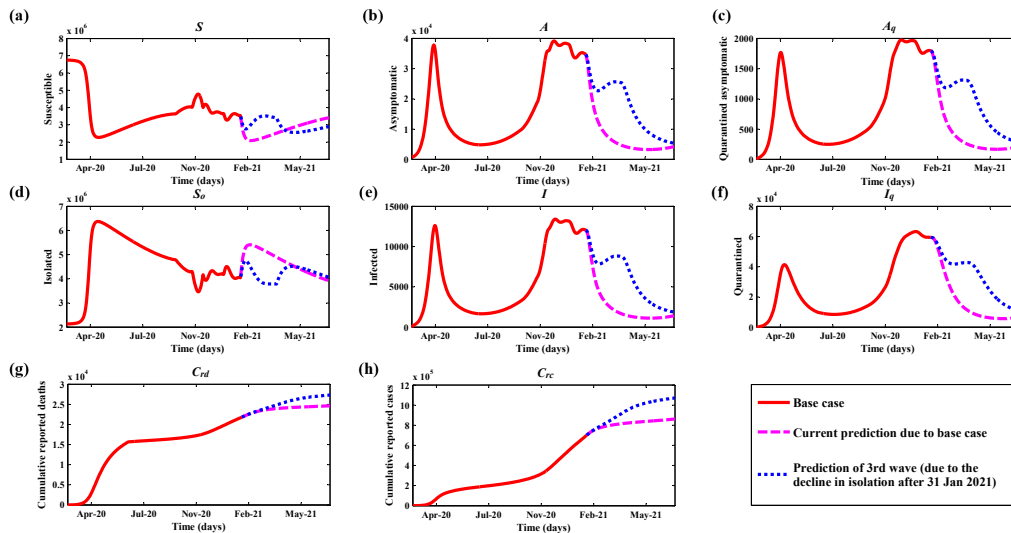 (a)
S
x 10^6
8
7
6
5
4
3
2
1
Susceptible
Apr-20 Jul-20 Nov-20 Feb-21 May-21
Time (days)
(b)
A
x 10^4
4
3
2
1
0
Asymptomatic
Apr-20 Jul-20 Nov-20 Feb-21 May-21
Time (days)
(c)
A_q
2000
1500
1000
500
0
Quarantined asymptomatic
Apr-20 Jul-20 Nov-20 Feb-21 May-21
Time (days)
(d)
S_o
x 10^6
7
6
5
4
3
2
Isolated
Apr-20 Jul-20 Nov-20 Feb-21 May-21
Time (days)
(e)
I
15000
10000
5000
0
Infected
Apr-20 Jul-20 Nov-20 Feb-21 May-21
Time (days)
(f)
I_q
x 10^4
8
6
4
2
0
Quarantined
Apr-20 Jul-20 Nov-20 Feb-21 May-21
Time (days)
(g)
C_rd
x 10^4
3
2.5
2
1.5
1
0.5
0
Cumulative reported deaths
Apr-20 Jul-20 Nov-20 Feb-21 May-21
Time (days)
(h)
C_rc
x 10^5
12
10
8
6
4
2
0
Cumulative reported cases
Apr-20 Jul-20 Nov-20 Feb-21 May-21
Time (days)
Base case
Current prediction due to base case
Prediction of 3rd wave (due to the
decline in isolation after 31 Jan 2021)